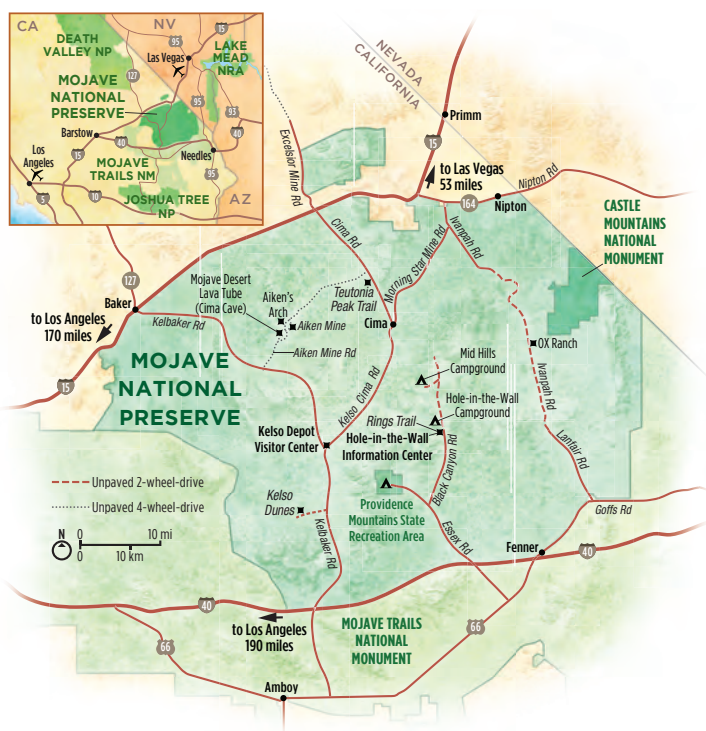 CA
NV
DEATH
VALLEY NP
15
95
LAKE
MEAD
NRA
Las Vegas
127
MOJAVE
NATIONAL
PRESERVE
95
93
Barstow
40
40
15
Los
Angeles
MOJAVE
TRAILS NM
Needles
95
5
10
JOSHUA TREE
NP
AZ
NEVADA
CALIFORNIA
Primm
15
to Las Vegas
53 miles
Excelsior Mine Rd
Nipton Rd
164
Nipton
CASTLE
MOUNTAINS
NATIONAL
MONUMENT
Cima Rd
Ivanpah Rd
Morning Star Mine Rd
127
Baker
Mojave Desert
Lava Tube
(Cima Cave)
Aiken's
Arch
Teutonia
Peak Trail
Aiken Mine
Cima
to Los Angeles
170 miles
Kelbaker Rd
Aiken Mine Rd
OX Ranch
15
MOJAVE
NATIONAL
PRESERVE
Mid Hills
Campground
Kelso Cima Rd
Ivanpah Rd
Hole-in-the-Wall
Campground
Rings Trail
Kelso Depot
Visitor Center
Hole-in-the-Wall
Information Center
Lanfair Rd
Black Canyon Rd
Unpaved 2-wheel-drive
Unpaved 4-wheel-drive
Kelso
Dunes
Providence
Mountains State
Recreation Area
Goffs Rd
N
0
10 mi
0
10 km
Kelbaker Rd
Essex Rd
Fenner
40
40
to Los Angeles
190 miles
MOJAVE TRAILS
NATIONAL
MONUMENT
66
66
Amboy